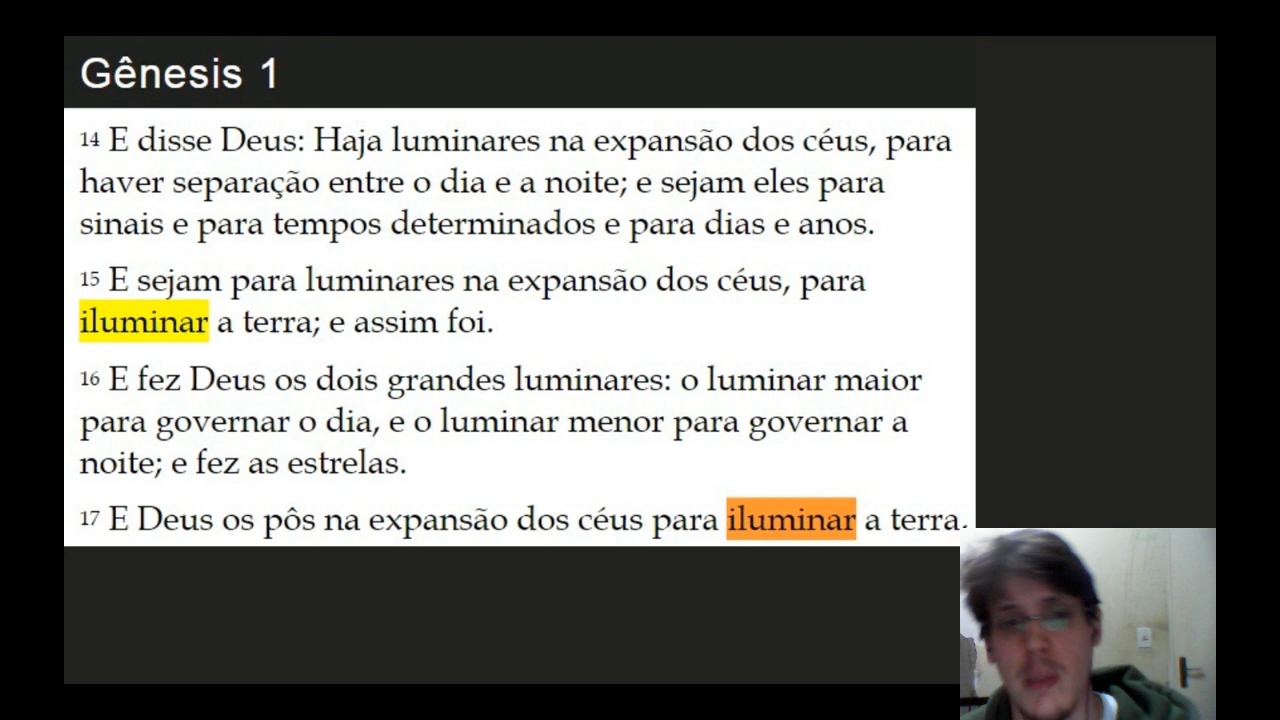 Gênesis 1
14 E disse Deus: Haja luminares na expansão dos céus, para
haver separação entre o dia e a noite; e sejam eles para
sinais e para tempos determinados e para dias e anos.
15 E sejam para luminares na expansão dos céus, para
iluminar a terra; e assim foi.
16 E fez Deus os dois grandes luminares: o luminar maior
para governar o dia, e o luminar menor para governar a
noite; e fez as estrelas.
17 E Deus os pôs na expansão dos céus para iluminar a terra.